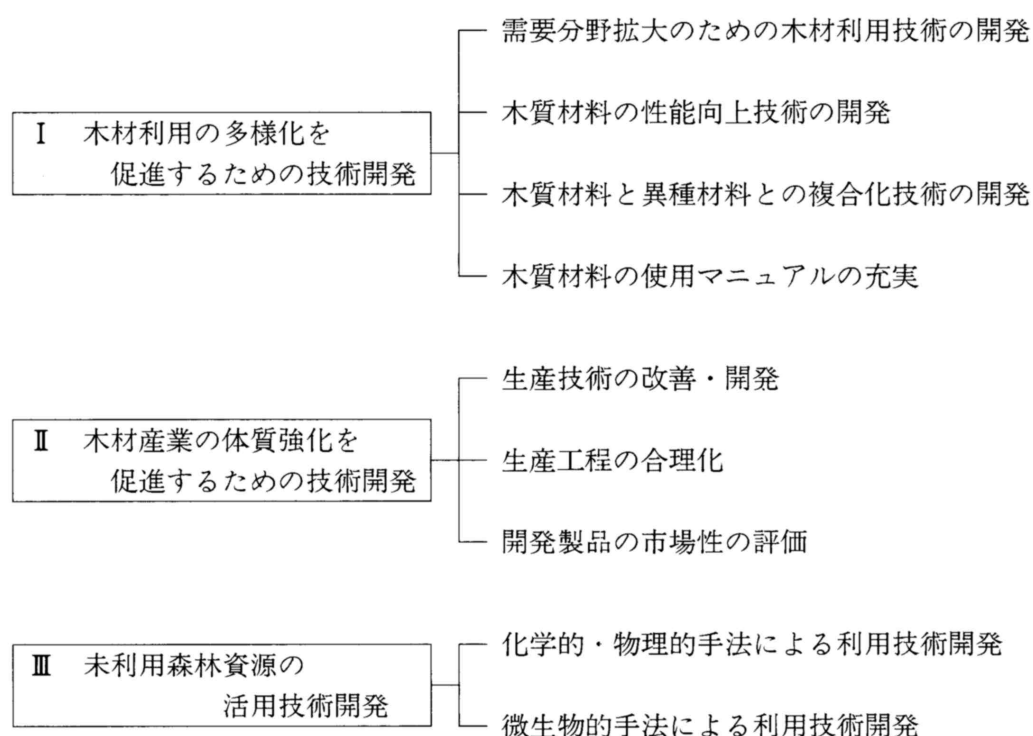 Ⅰ 木材利用の多様化を
促進するための技術開発
需要分野拡大のための木材利用技術の開発
木質材料の性能向上技術の開発
木質材料と異種材料との複合化技術の開発
木質材料の使用マニュアルの充実
Ⅱ 木材産業の体質強化を
促進するための技術開発
生産技術の改善・開発
生産工程の合理化
開発製品の市場性の評価
Ⅲ 未利用森林資源の
活用技術開発
化学的・物理的手法による利用技術開発
微生物的手法による利用技術開発